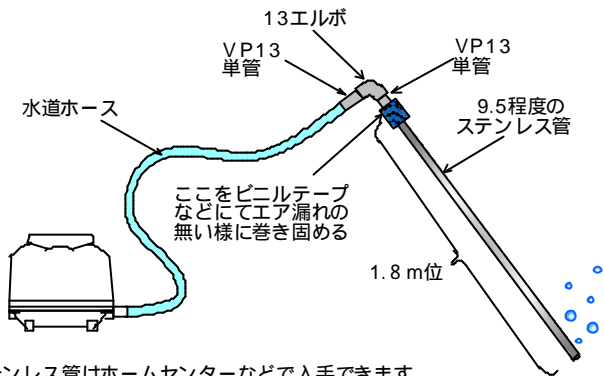 13エルボ
VP13
単管
VP13
単管
水道ホース
9.5程度の
ステンレス管
ここをビニルテープ
などにてエア漏れの
無い様に巻き固める
1.8m位
ンレス管はホームセンターなどで入手できます